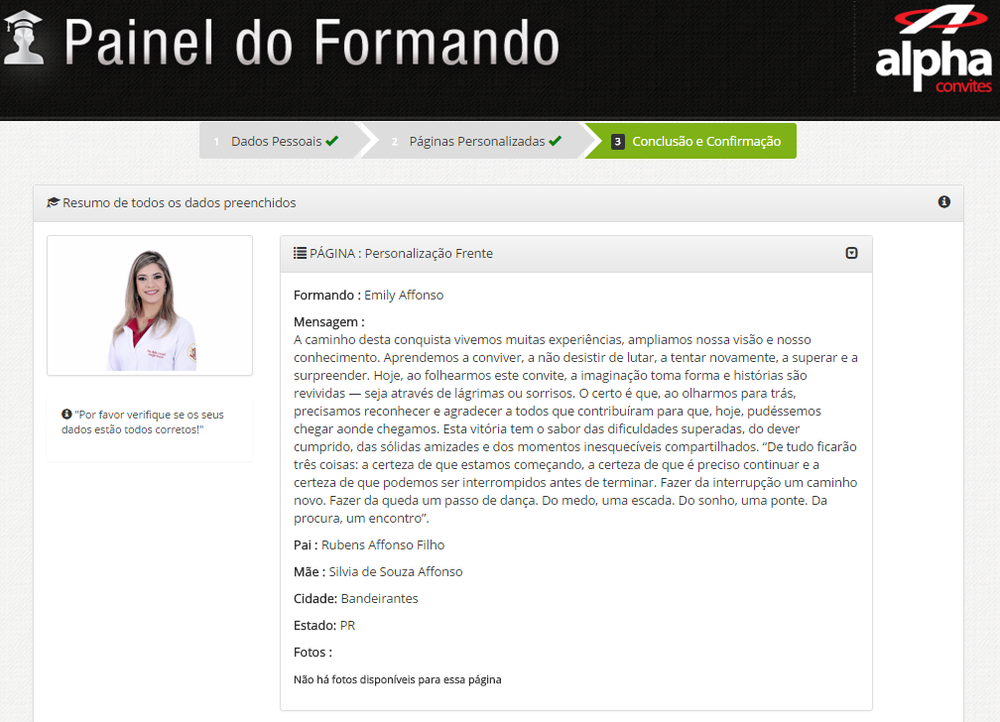 Painel do Formando
alpha
convites
1 Dados Pessoais
2 Páginas Personalizadas
3 Conclusão e Confirmação
Resumo de todos os dados preenchidos
PÁGINA : Personalização Frente
Formando : Emily Affonso
Mensagem :
A caminho desta conquista vivemos muitas experiências, ampliamos nossa visão e nosso
conhecimento. Aprendemos a conviver, a não desistir de lutar, a tentar novamente, a superar e a
surpreender. Hoje, ao folhearmos este convite, a imaginação toma forma e histórias são
revividas — seja através de lágrimas ou sorrisos. O certo é que, ao olharmos para trás,
precisamos reconhecer e agradecer a todos que contribuíram para que, hoje, pudéssemos
chegar aonde chegamos. Esta vitória tem o sabor das dificuldades superadas, do dever
cumprido, das sólidas amizades e dos momentos inesquecíveis compartilhados. “De tudo ficarão
três coisas: a certeza de que estamos começando, a certeza de que é preciso continuar e a
certeza de que podemos ser interrompidos antes de terminar. Fazer da interrupção um caminho
novo. Fazer da queda um passo de dança. Do medo, uma escada. Do sonho, uma ponte. Da
procura, um encontro”.
Pai : Rubens Affonso Filho
Mãe : Silvia de Souza Affonso
Cidade: Bandeirantes
Estado: PR
Fotos :
Não há fotos disponíveis para essa página
"Por favor verifique se os seus
dados estão todos corretos!"